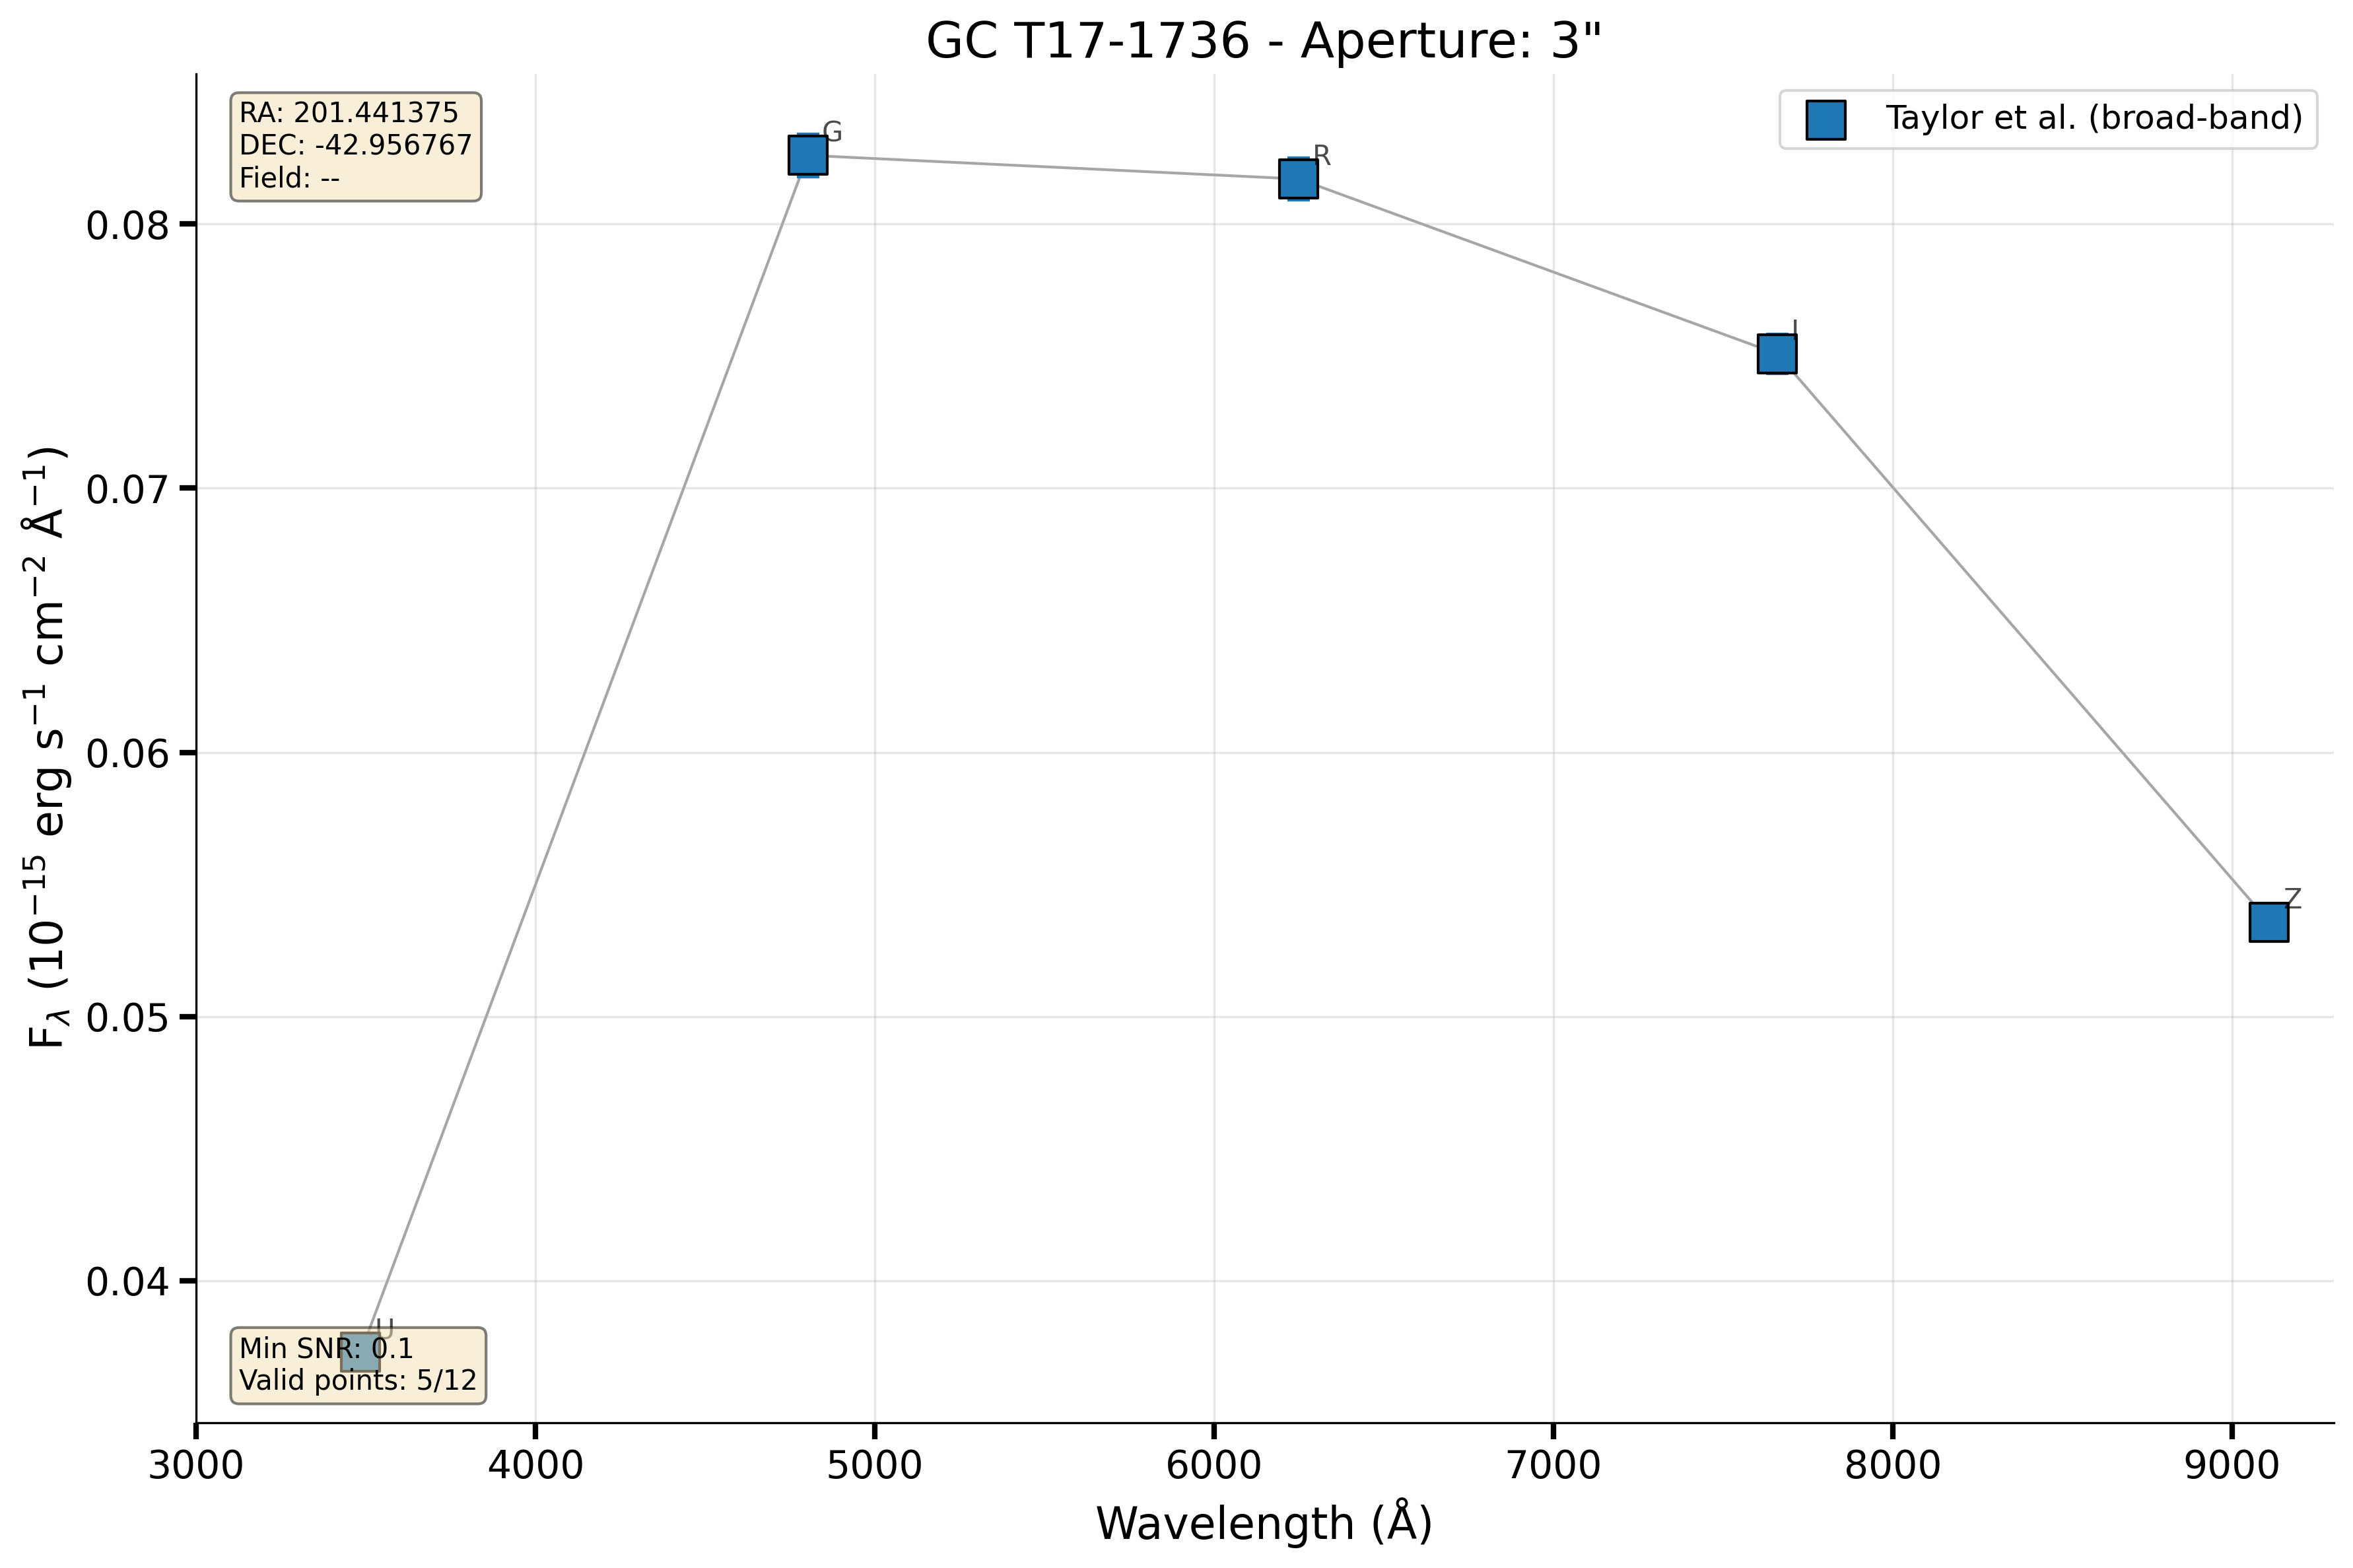 GC T17-1736 - Aperture: 3"
RA: 201.441375
DEC: -42.956767
Field: --
Taylor et al. (broad-band)
G
R
I
Z
U
Min SNR: 0.1
Valid points: 5/12
F_λ (10⁻¹⁵ erg s⁻¹ cm⁻² Å⁻¹)
0.08
0.07
0.06
0.05
0.04
3000 4000 5000 6000 7000 8000 9000
Wavelength (Å)